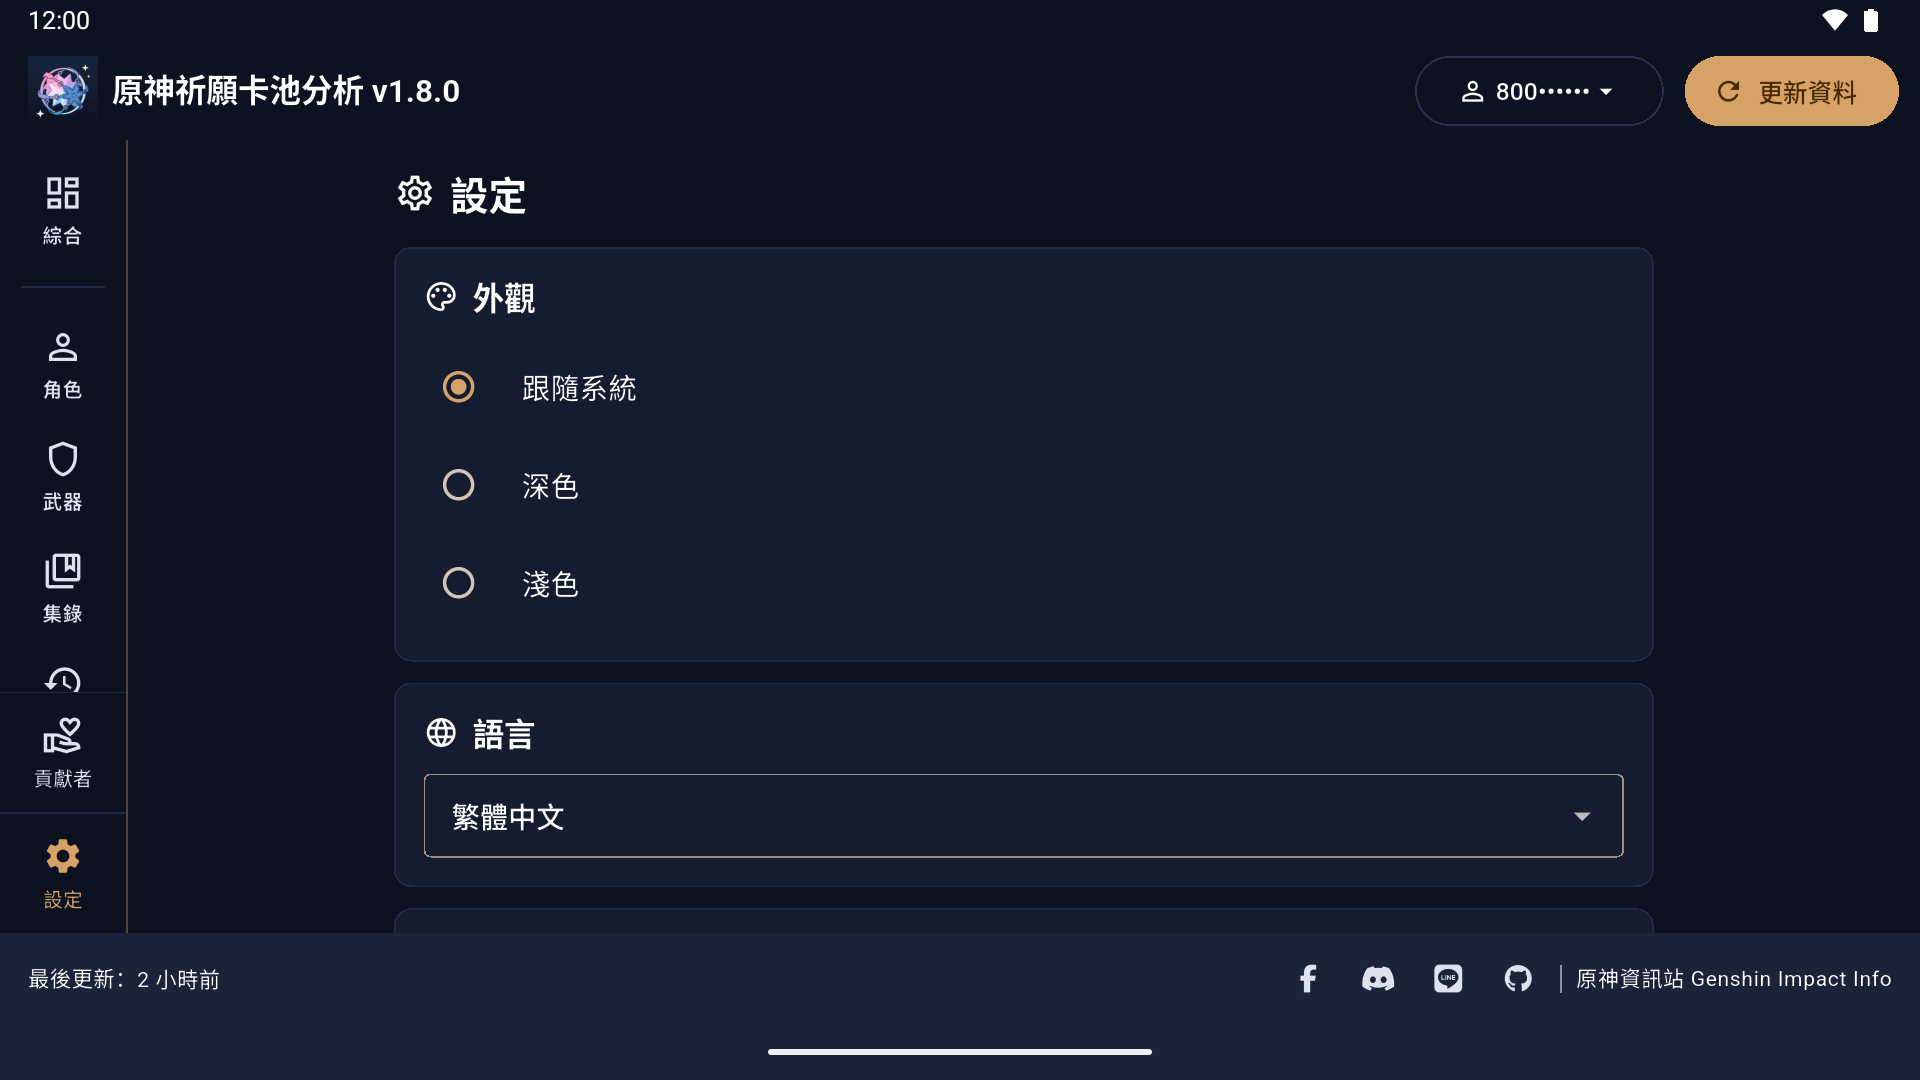 12:00
原神祈願卡池分析 v1.8.0
800••••••
更新資料
綜合
角色
武器
集錄
貢獻者
設定
設定
外觀
跟隨系統
深色
淺色
語言
繁體中文
最後更新：2 小時前
LINE
原神資訊站 Genshin Impact Info